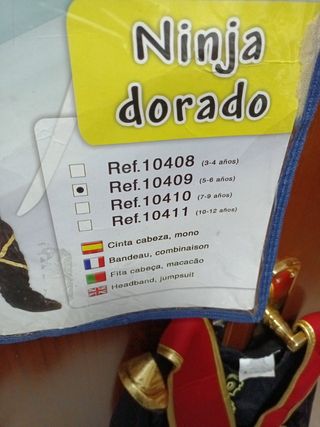 Ninja
dorado
Ref.10408 (3-4 años)
Ref.10409 (5-6 años)
Ref.10410 (7-9 años)
Ref.10411 (10-12 años)
Cinta cabeza, mono
Bandeau, combinaison
Fita cabeça, macacão
Headband, jumpsuit